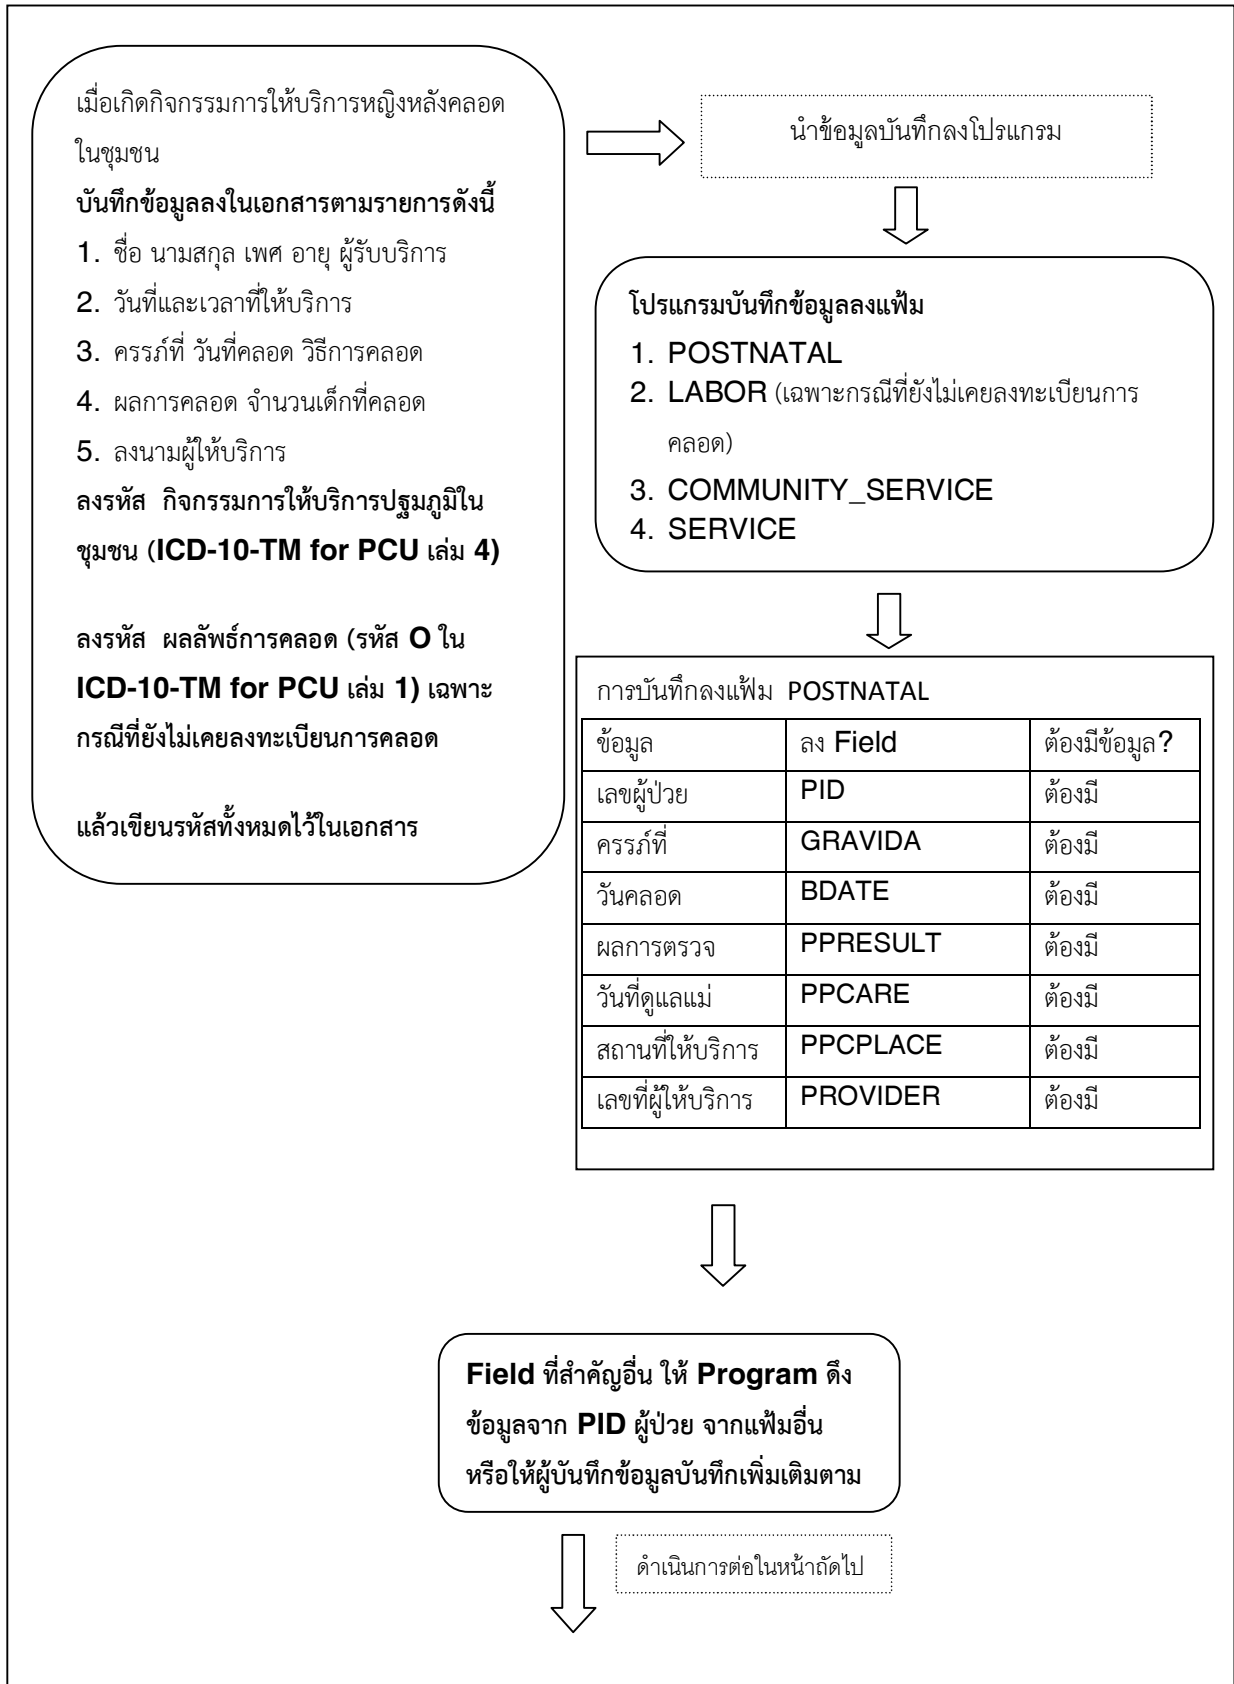 เมื่อเกิดกิจกรรมการให้บริการหญิงหลังคลอด
ในชุมชน
บันทึกข้อมูลลงในเอกสารตามรายการดังนี้
1. ชื่อ นามสกุล เพศ อายุ ผู้รับบริการ
2. วันที่และเวลาที่ให้บริการ
3. ครรภ์ที่ วันที่คลอด วิธีการคลอด
4. ผลการคลอด จำนวนเด็กที่คลอด
5. ลงนามผู้ให้บริการ
ลงรหัส กิจกรรมการให้บริการปฐมภูมิใน
ชุมชน (ICD-10-TM for PCU เล่ม 4)
ลงรหัส ผลลัพธ์การคลอด (รหัส O ใน
ICD-10-TM for PCU เล่ม 1) เฉพาะ
กรณีที่ยังไม่เคยลงทะเบียนการคลอด
แล้วเขียนรหัสทั้งหมดไว้ในเอกสาร
นำข้อมูลบันทึกลงโปรแกรม
โปรแกรมบันทึกข้อมูลลงแฟ้ม
1. POSTNATAL
2. LABOR (เฉพาะกรณีที่ยังไม่เคยลงทะเบียนการ
คลอด)
3. COMMUNITY_SERVICE
4. SERVICE
การบันทึกลงแฟ้ม POSTNATAL
ข้อมูล ลง Field ต้องมีข้อมูล?
เลขผู้ป่วย PID ต้องมี
ครรภ์ที่ GRAVIDA ต้องมี
วันคลอด BDATE ต้องมี
ผลการตรวจ PPRESULT ต้องมี
วันที่ดูแลแม่ PPCARE ต้องมี
สถานที่ให้บริการ PPCPLACE ต้องมี
เลขที่ผู้ให้บริการ PROVIDER ต้องมี
Field ที่สำคัญอื่น ให้ Program ดึง
ข้อมูลจาก PID ผู้ป่วย จากแฟ้มอื่น
หรือให้ผู้บันทึกข้อมูลบันทึกเพิ่มเติมตาม
ดำเนินการต่อในหน้าถัดไป